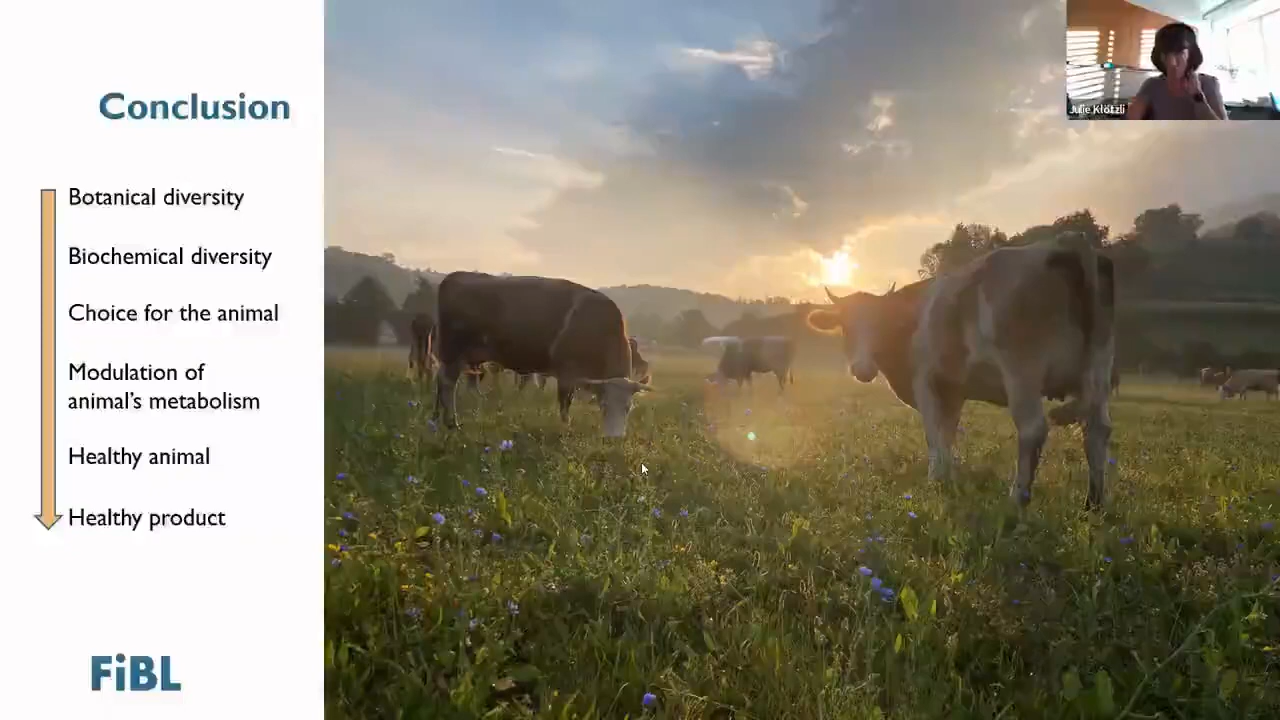 Conclusion
Botanical diversity
Biochemical diversity
Choice for the animal
Modulation of
animal's metabolism
Healthy animal
Healthy product
FiBL
Julie Klötzli